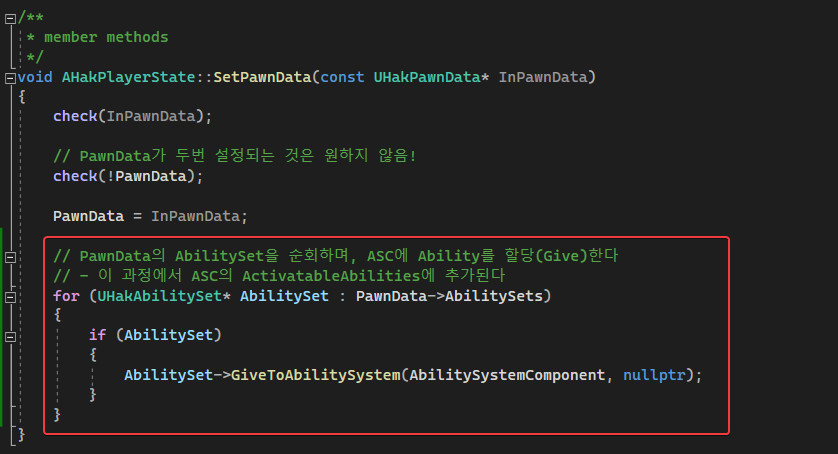 /**
 * member methods
 */
void AHakPlayerState::SetPawnData(const UHakPawnData* InPawnData)
{
    check(InPawnData);

    // PawnData가 두번 설정되는 것은 원하지 않음!
    check(!PawnData);

    PawnData = InPawnData;

    // PawnData의 AbilitySet을 순회하며, ASC에 Ability를 할당(Give)한다
    // - 이 과정에서 ASC의 ActivatableAbilities에 추가된다
    for (UHakAbilitySet* AbilitySet : PawnData->AbilitySets)
    {
        if (AbilitySet)
        {
            AbilitySet->GiveToAbilitySystem(AbilitySystemComponent, nullptr);
        }
    }
}